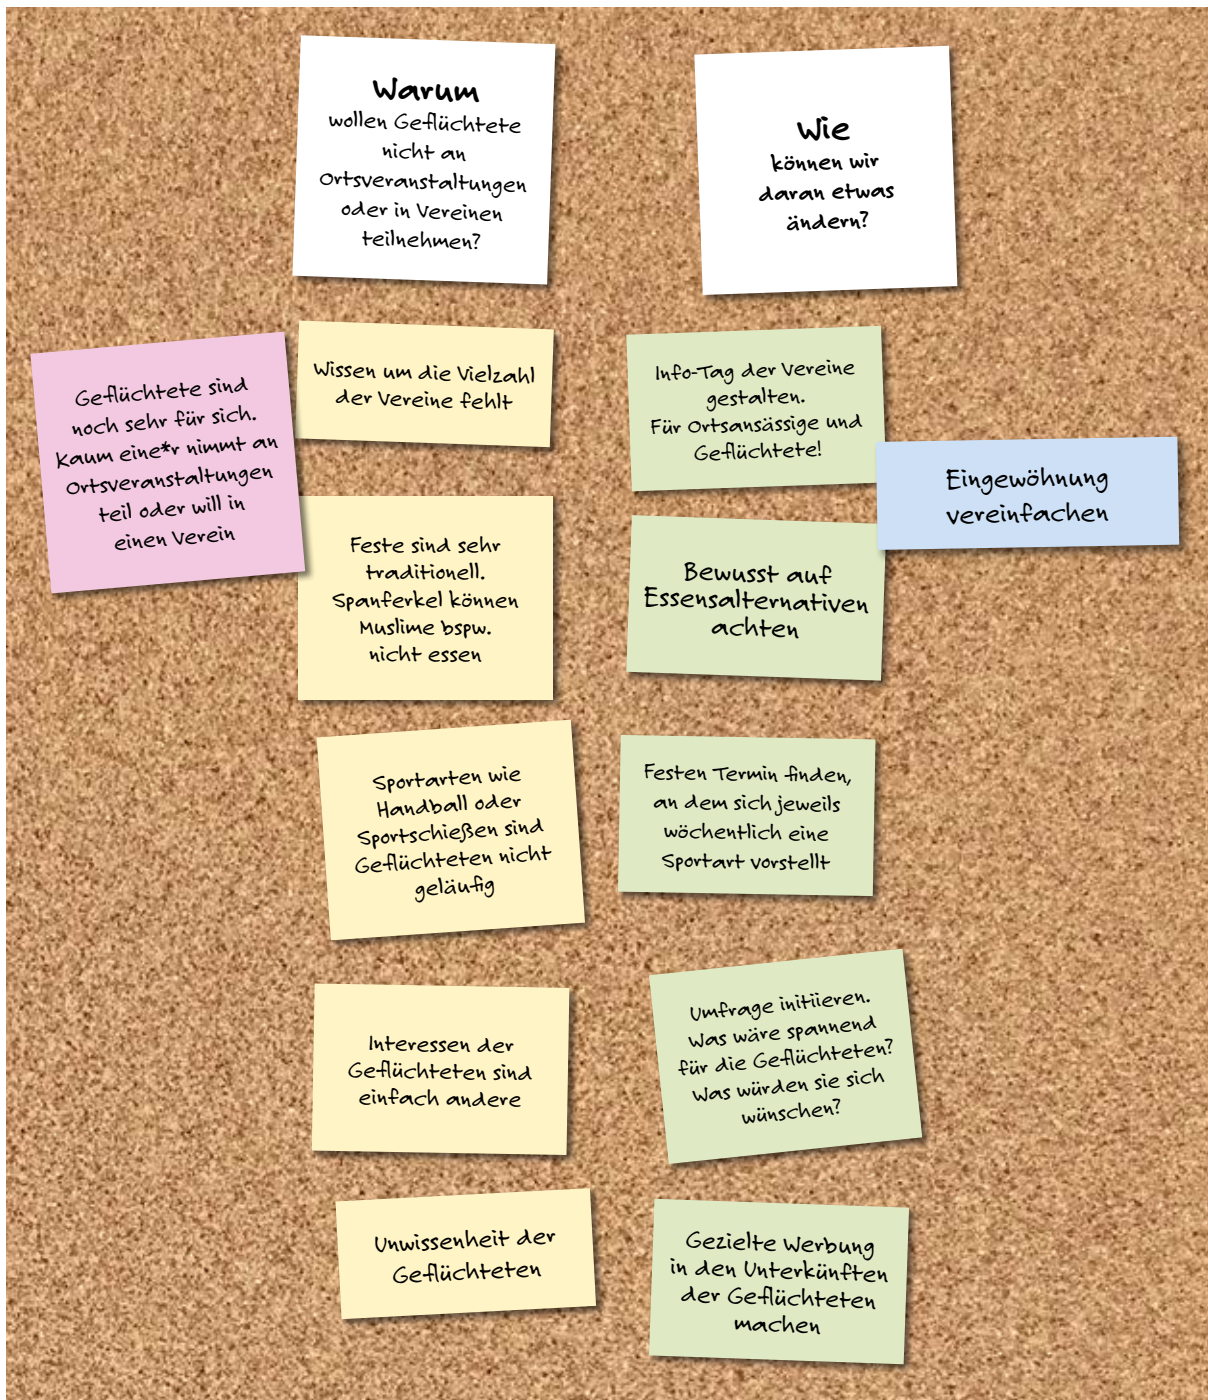 Warum
wollen Geflüchtete
nicht an
Ortsveranstaltungen
oder in Vereinen
teilnehmen?
Wie
können wir
daran etwas
ändern?
Geflüchtete sind
noch sehr für sich.
Kaum eine*r nimmt an
Ortsveranstaltungen
teil oder will in
einen Verein
Wissen um die Vielzahl
der Vereine fehlt
Info-Tag der Vereine
gestalten.
Für Ortsansässige und
Geflüchtete!
Eingewöhnung
vereinfachen
Feste sind sehr
traditionell.
Spanferkel können
Muslime bspw.
nicht essen
Bewusst auf
Essensalternativen
achten
Sportarten wie
Handball oder
Sportschießen sind
Geflüchteten nicht
geläufig
Festen Termin finden,
an dem sich jeweils
wöchentlich eine
Sportart vorstellt
Interessen der
Geflüchteten sind
einfach andere
Umfrage initiieren.
Was wäre spannend
für die Geflüchteten?
Was würden sie sich
wünschen?
Unwissenheit der
Geflüchteten
Gezielte Werbung
in den Unterkünften
der Geflüchteten
machen